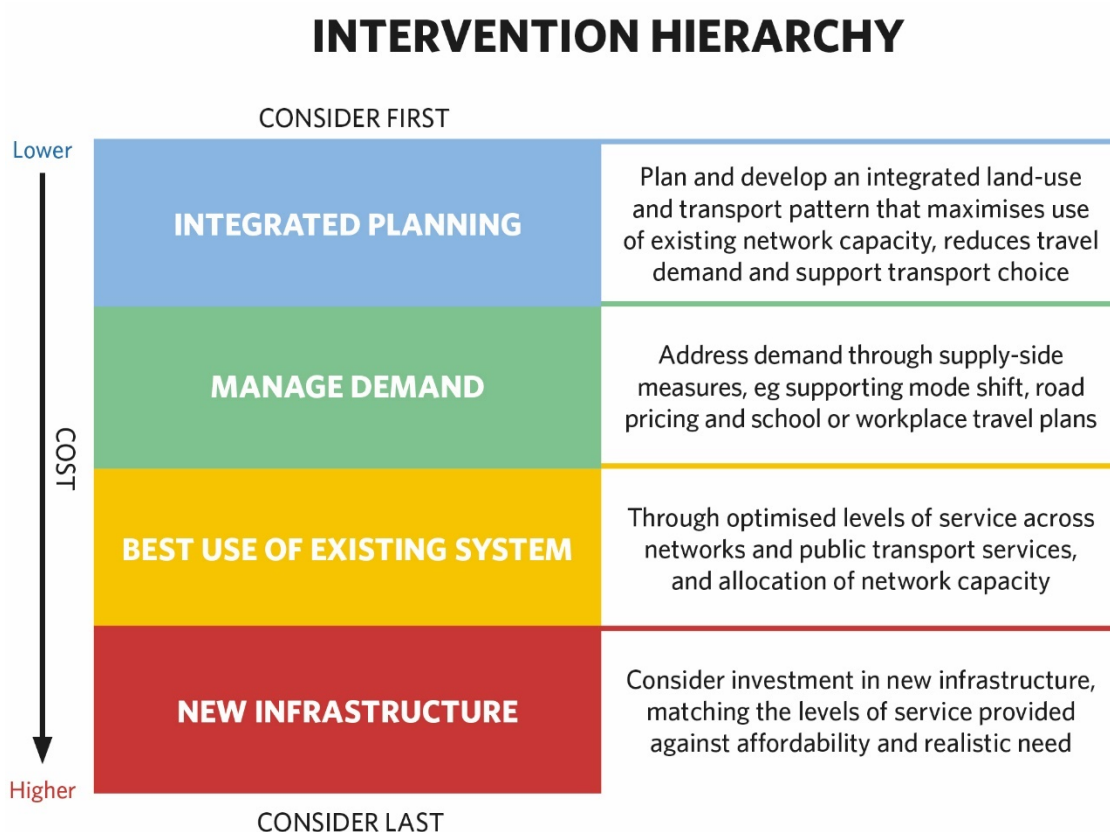 INTERVENTION HIERARCHY
CONSIDER FIRST
Lower
COST
Higher
INTEGRATED PLANNING
Plan and develop an integrated land-use
and transport pattern that maximises use
of existing network capacity, reduces travel
demand and support transport choice
MANAGE DEMAND
Address demand through supply-side
measures, eg supporting mode shift, road
pricing and school or workplace travel plans
BEST USE OF EXISTING SYSTEM
Through optimised levels of service across
networks and public transport services,
and allocation of network capacity
NEW INFRASTRUCTURE
Consider investment in new infrastructure,
matching the levels of service provided
against affordability and realistic need
CONSIDER LAST